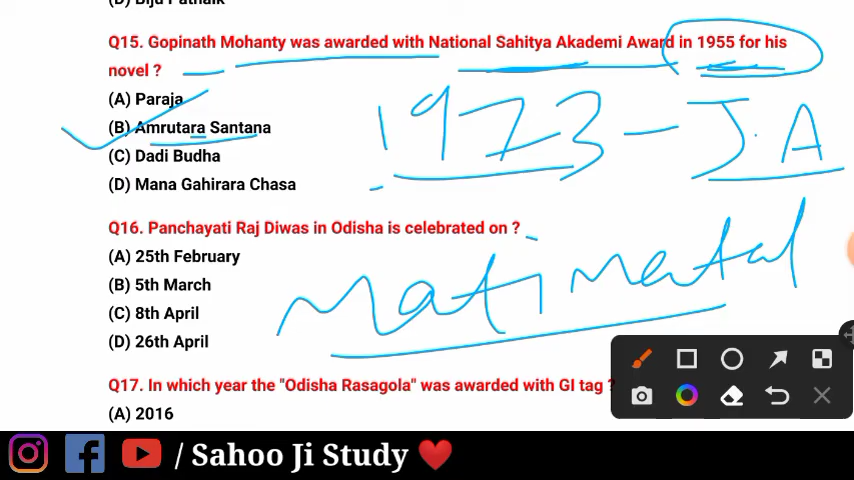 (D) Biju Patnaik
Q15. Gopinath Mohanty was awarded with National Sahitya Akademi Award in 1955 for his
novel ?
(A) Paraja
(B) Amrutara Santana
(C) Dadi Budha
(D) Mana Gahirara Chasa
1973 - J.A
Q16. Panchayati Raj Diwas in Odisha is celebrated on ?
(A) 25th February
(B) 5th March
(C) 8th April
(D) 26th April
matimatal
Q17. In which year the "Odisha Rasagola" was awarded with GI tag ?
(A) 2016
/ Sahoo Ji Study